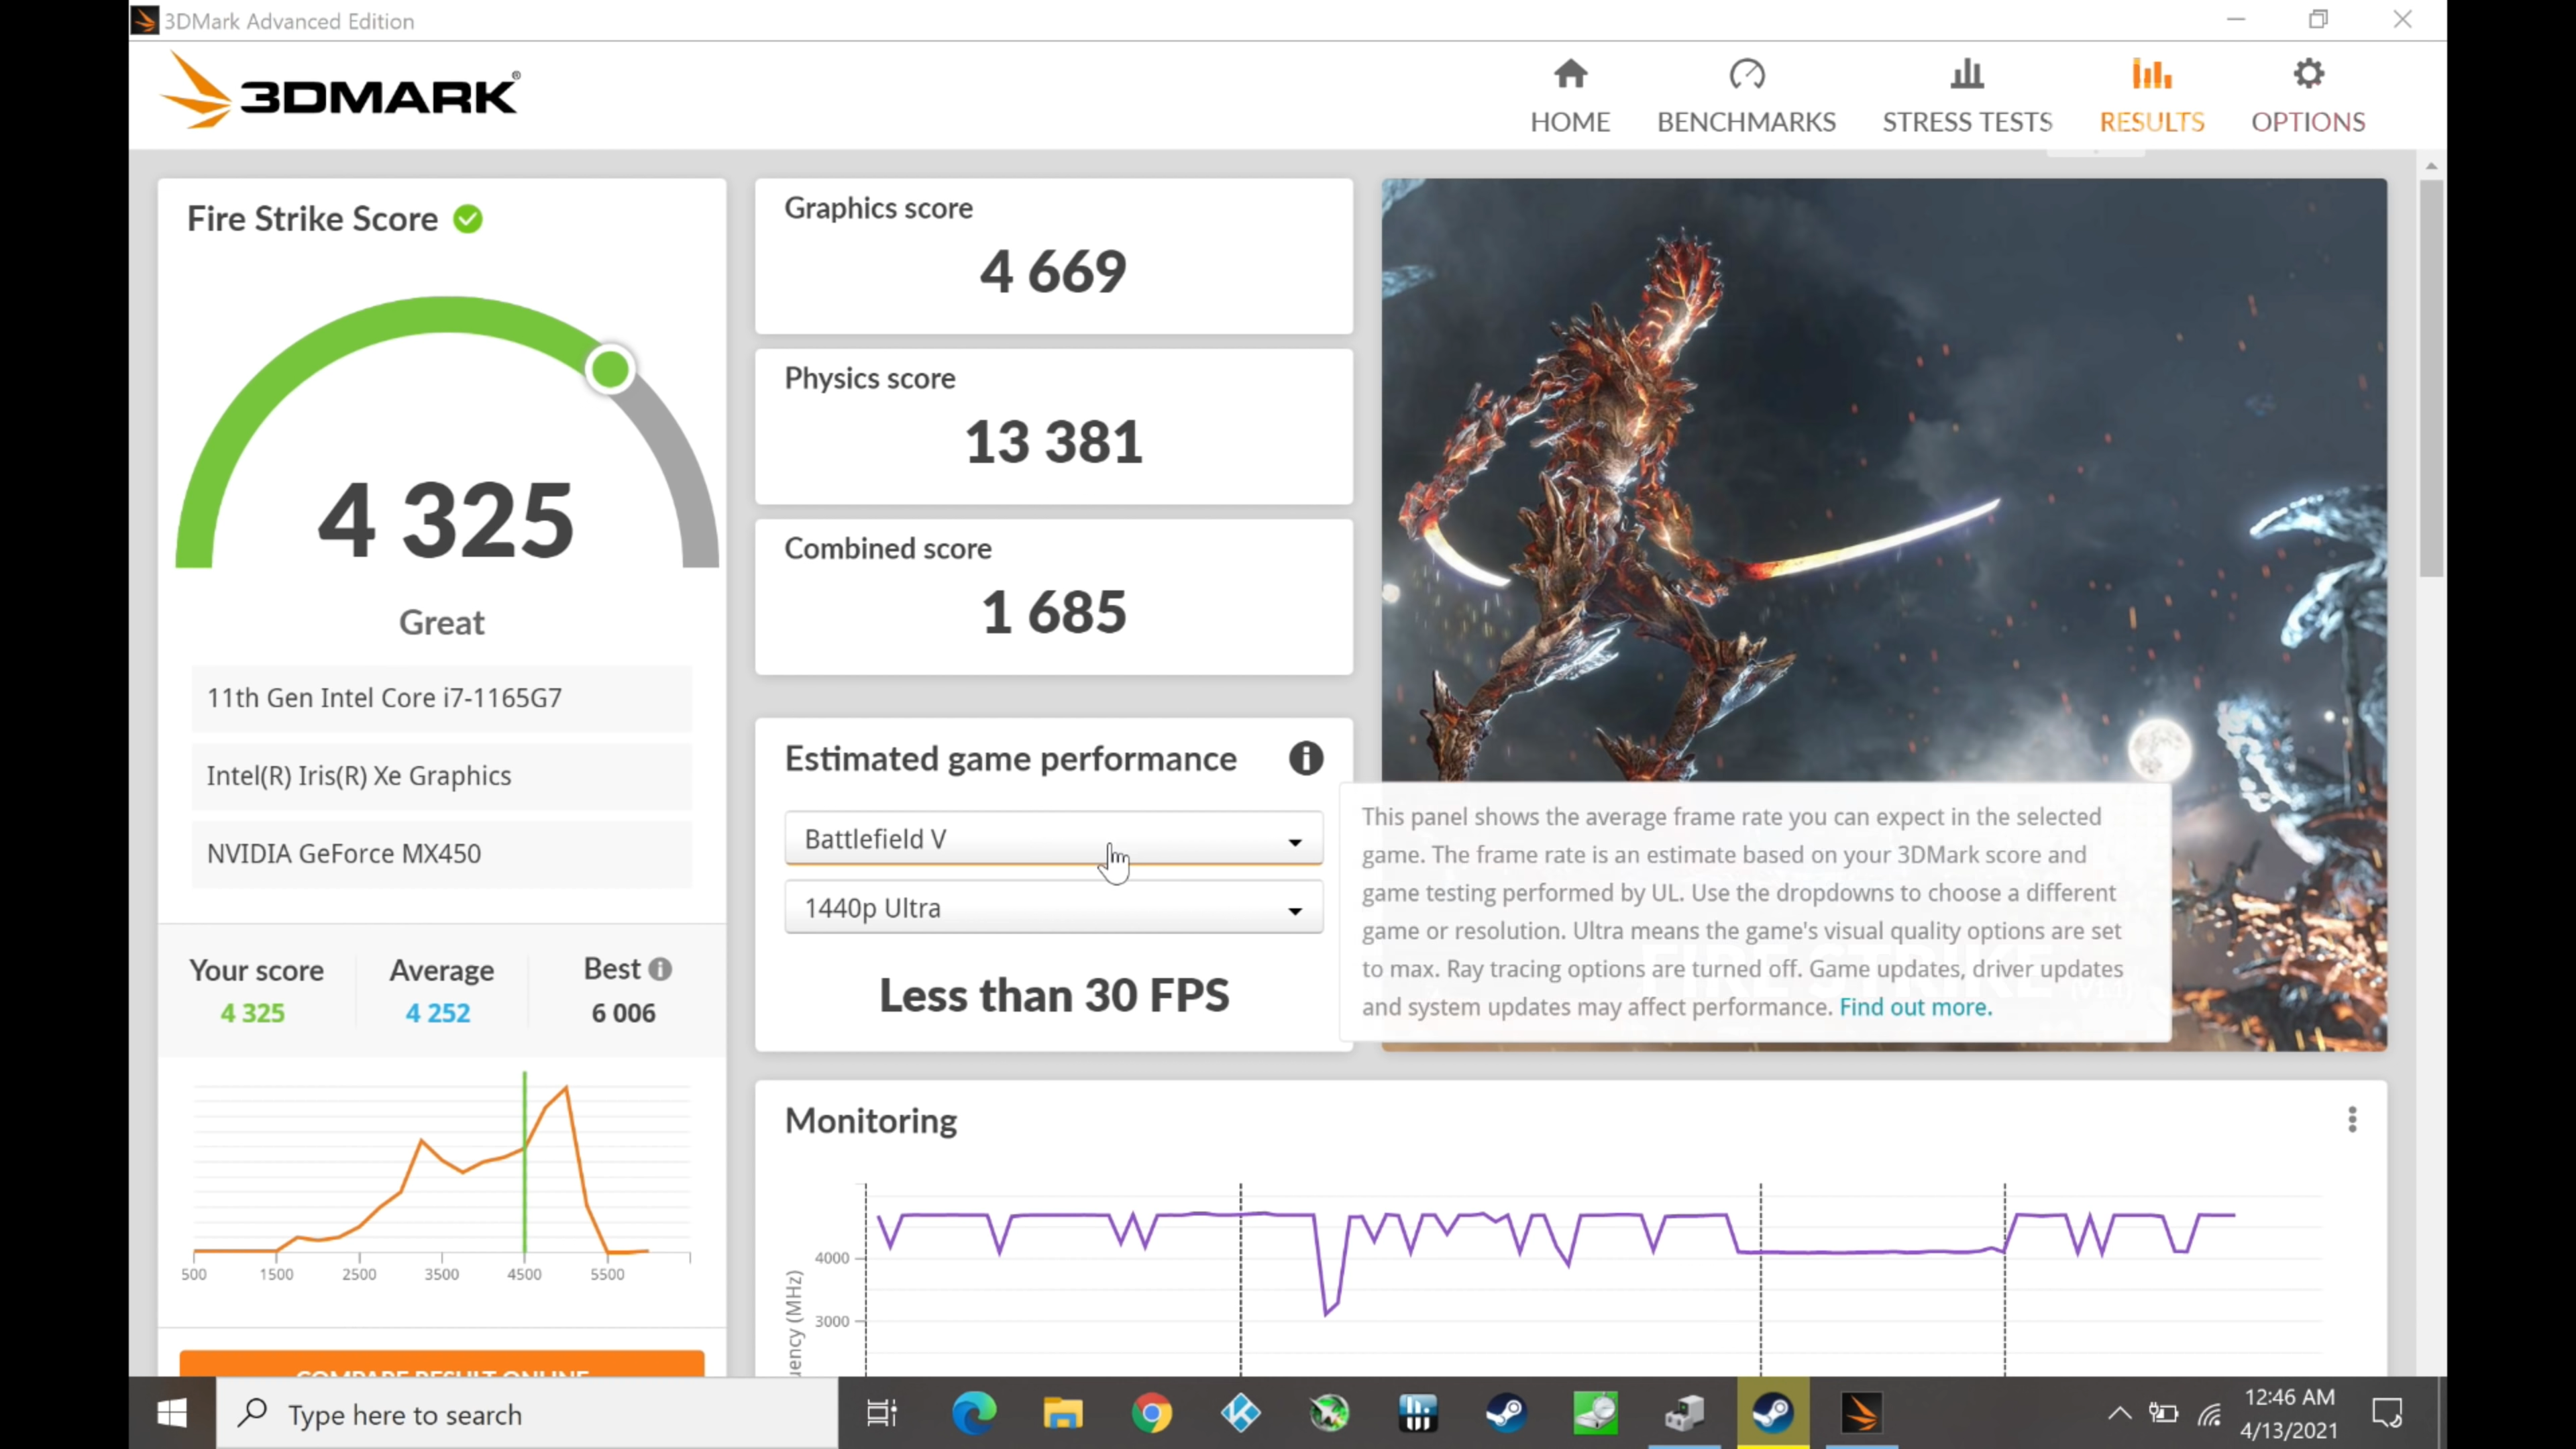 3DMark Advanced Edition
3DMARK®
HOME
BENCHMARKS
STRESS TESTS
RESULTS
OPTIONS
Fire Strike Score
4 325
Great
11th Gen Intel Core i7-1165G7
Intel(R) Iris(R) Xe Graphics
NVIDIA GeForce MX450
Your score
4 325
Average
4 252
Best
6 006
500 1500 2500 3500 4500 5500
COMPARE RESULT ONLINE
Graphics score
4 669
Physics score
13 381
Combined score
1 685
Estimated game performance
Battlefield V
1440p Ultra
Less than 30 FPS
This panel shows the average frame rate you can expect in the selected
game. The frame rate is an estimate based on your 3DMark score and
game testing performed by UL. Use the dropdowns to choose a different
game or resolution. Ultra means the game's visual quality options are set
to max. Ray tracing options are turned off. Game updates, driver updates
and system updates may affect performance. Find out more.
FIRE STRIKE
Monitoring
4000
3000
Type here to search
12:46 AM
4/13/2021